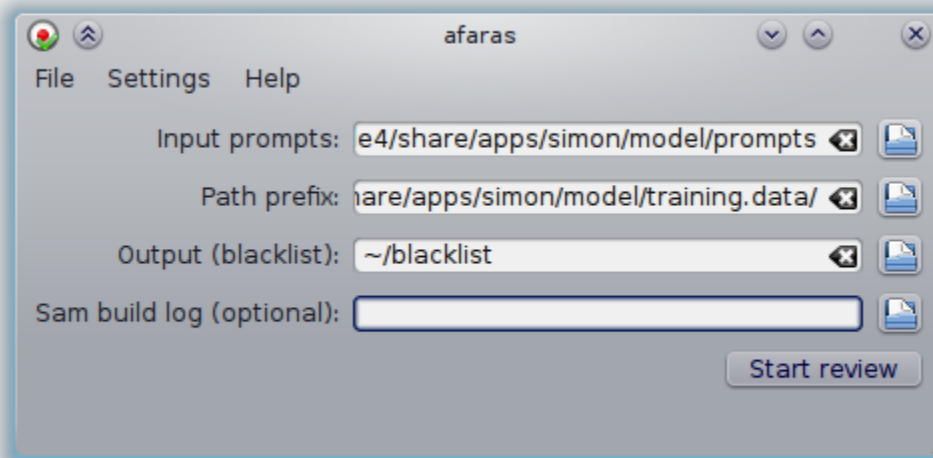 afaras
File Settings Help
Input prompts: e4/share/apps/simon/model/prompts
Path prefix: hare/apps/simon/model/training.data/
Output (blacklist): ~/blacklist
Sam build log (optional):
Start review